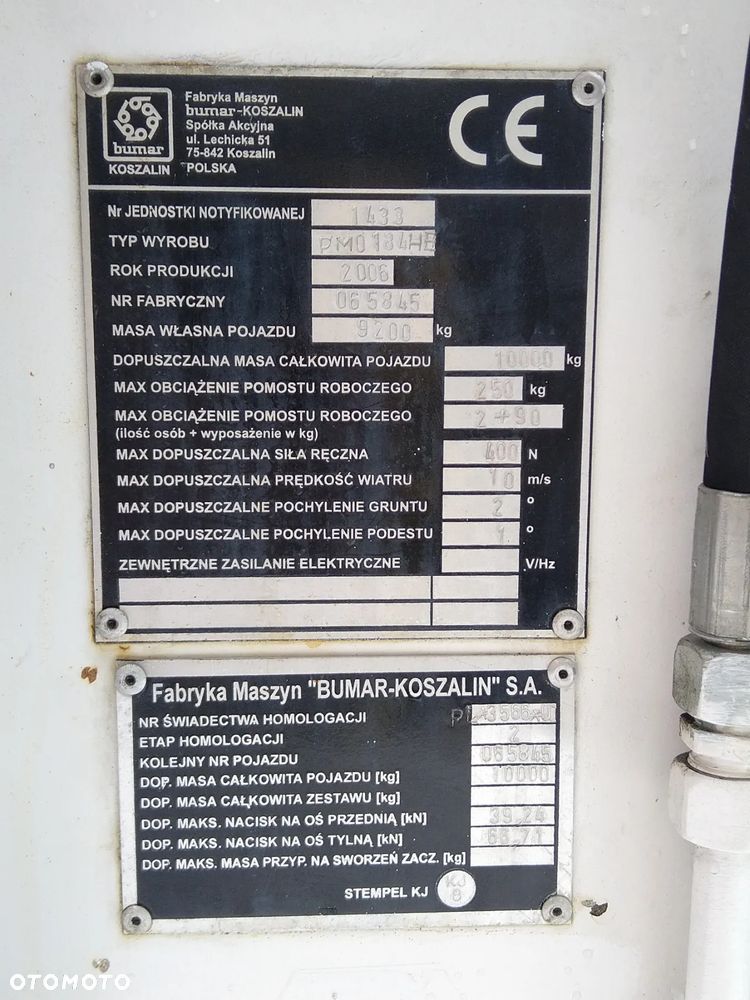 Fabryka Maszyn
bumar-KOSZALIN
Spółka Akcyjna
ul. Lechicka 51
75-842 Koszalin
POLSKA
bumar
KOSZALIN
CE
Nr JEDNOSTKI NOTYFIKOWANEJ 1433
TYP WYROBU PMO184HB
ROK PRODUKCJI 2006
NR FABRYCZNY 065845
MASA WŁASNA POJAZDU 9200 kg
DOPUSZCZALNA MASA CAŁKOWITA POJAZDU 10000 kg
MAX OBCIĄŻENIE POMOSTU ROBOCZEGO 250 kg
MAX OBCIĄŻENIE POMOSTU ROBOCZEGO 2+90
(ilość osób + wyposażenie w kg)
MAX DOPUSZCZALNA SIŁA RĘCZNA 400 N
MAX DOPUSZCZALNA PRĘDKOŚĆ WIATRU 10 m/s
MAX DOPUSZCZALNE POCHYLENIE GRUNTU 2 °
MAX DOPUSZCZALNE POCHYLENIE PODESTU 1 °
ZEWNĘTRZNE ZASILANIE ELEKTRYCZNE V/Hz
Fabryka Maszyn "BUMAR-KOSZALIN" S.A.
NR ŚWIADECTWA HOMOLOGACJI
ETAP HOMOLOGACJI 2
KOLEJNY NR POJAZDU 065845
DOP. MASA CAŁKOWITA POJAZDU [kg] 10000
DOP. MASA CAŁKOWITA ZESTAWU [kg]
DOP. MAKS. NACISK NA OŚ PRZEDNIĄ [kN] 39,24
DOP. MAKS. NACISK NA OŚ TYLNĄ [kN] 66,71
DOP. MAKS. MASA PRZYP. NA SWORZEŃ ZACZ. [kg]
STEMPEL KJ KJ 8
OTOMOTO